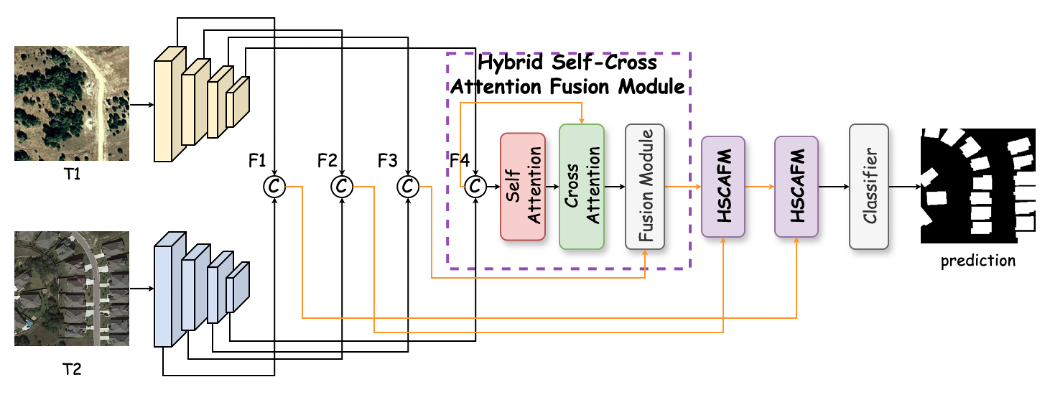 T1
T2
F1
F2
F3
F4
C
C
C
C
Hybrid Self-Cross
Attention Fusion Module
Self
Attention
Cross
Attention
Fusion Module
HSCAFM
HSCAFM
Classifier
prediction